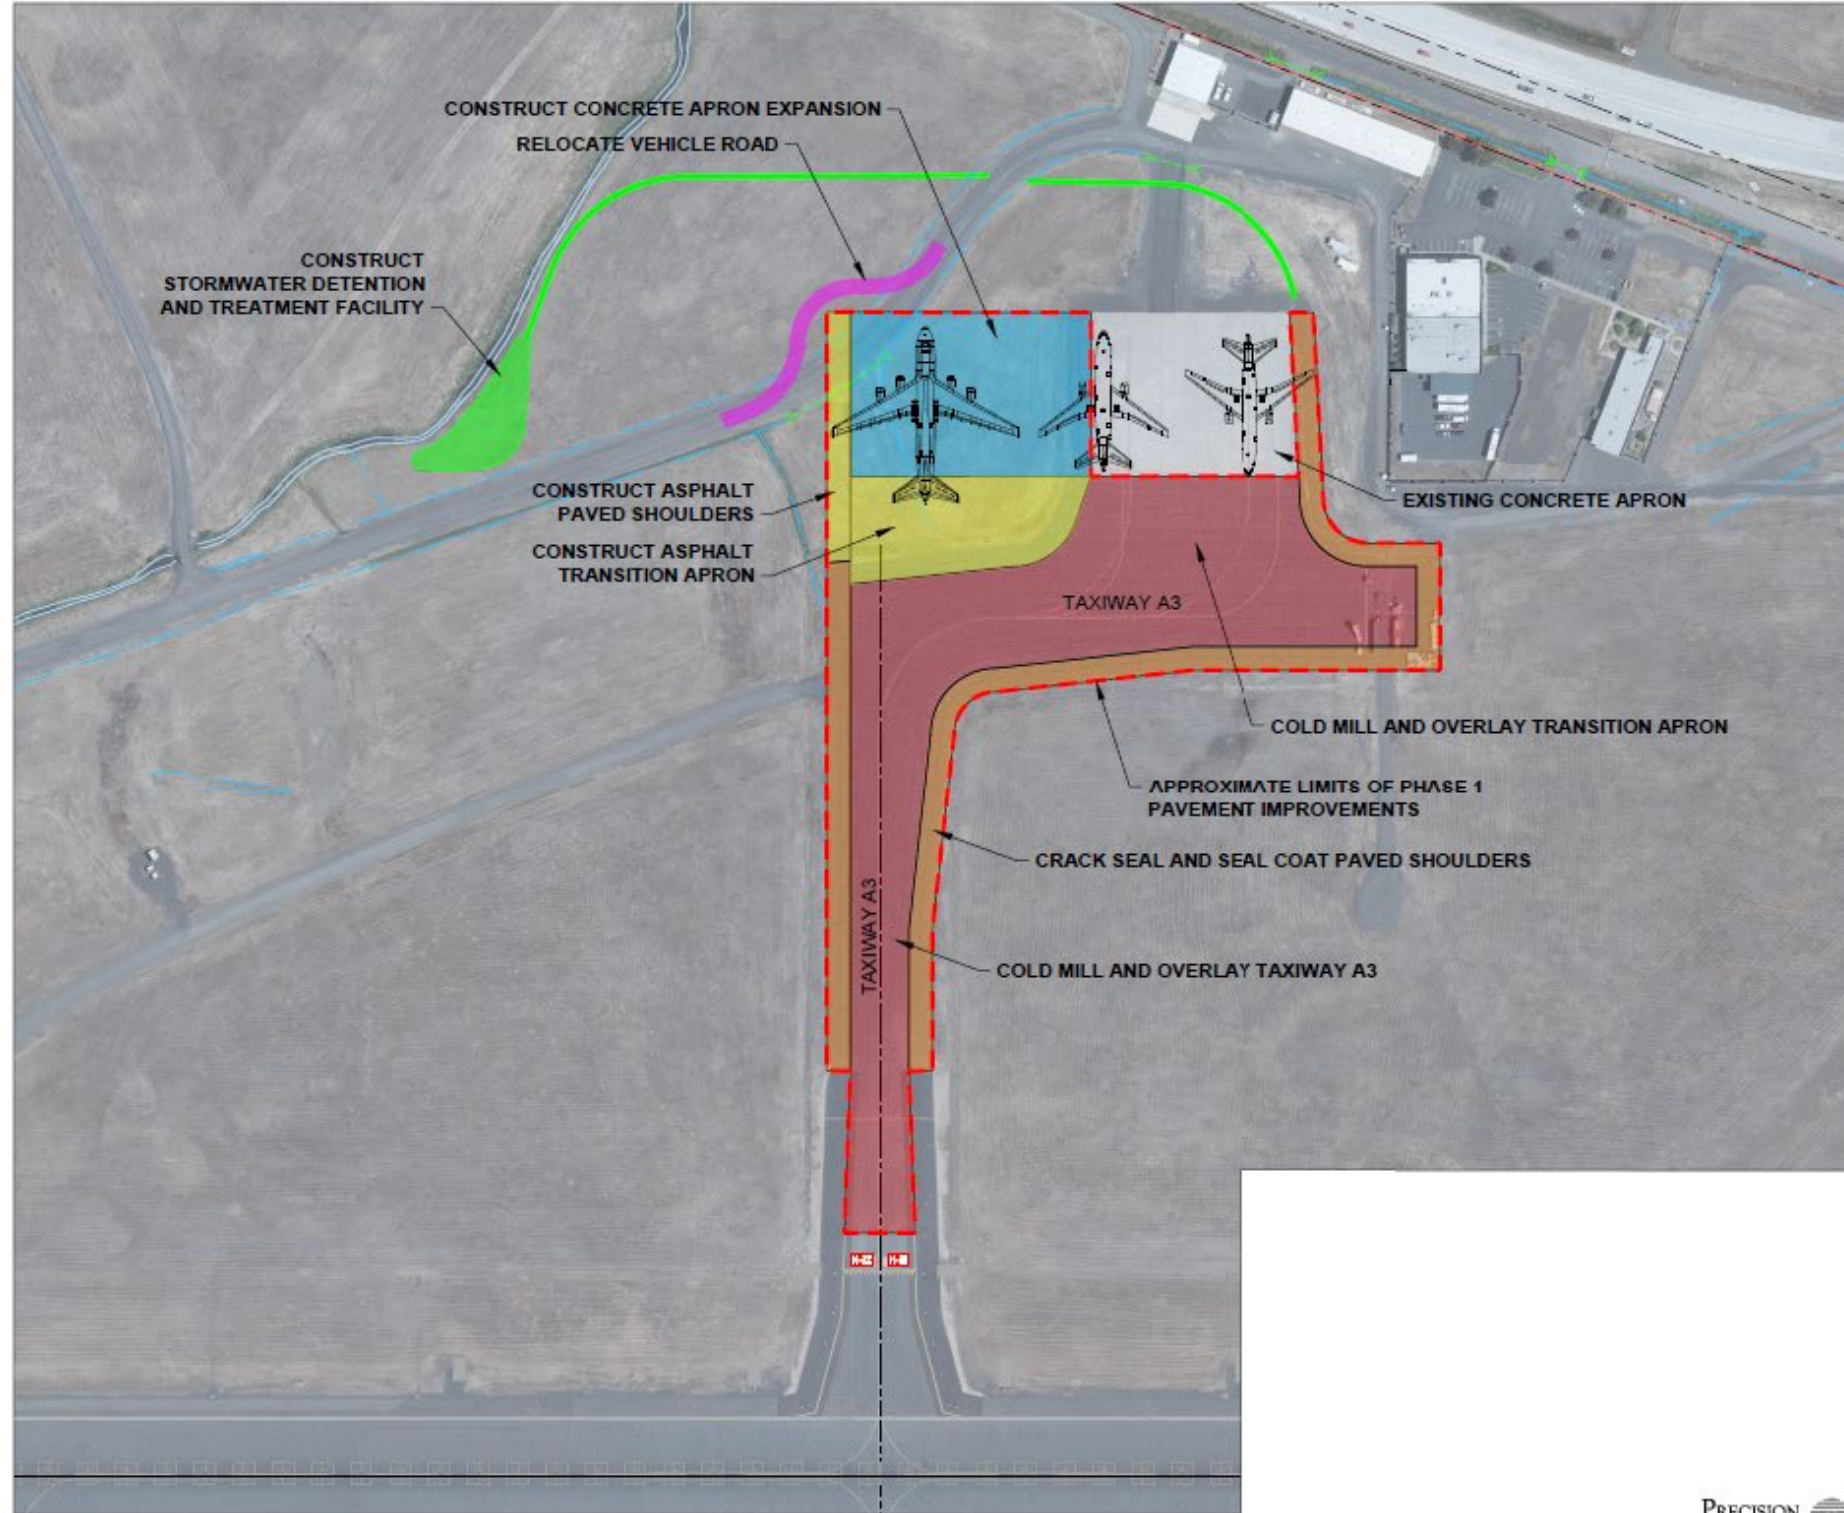 CONSTRUCT CONCRETE APRON EXPANSION
RELOCATE VEHICLE ROAD
CONSTRUCT
STORMWATER DETENTION
AND TREATMENT FACILITY
CONSTRUCT ASPHALT
PAVED SHOULDERS
EXISTING CONCRETE APRON
CONSTRUCT ASPHALT
TRANSITION APRON
TAXIWAY A3
COLD MILL AND OVERLAY TRANSITION APRON
APPROXIMATE LIMITS OF PHASE 1
PAVEMENT IMPROVEMENTS
CRACK SEAL AND SEAL COAT PAVED SHOULDERS
TAXIWAY A3
COLD MILL AND OVERLAY TAXIWAY A3
PRECISION